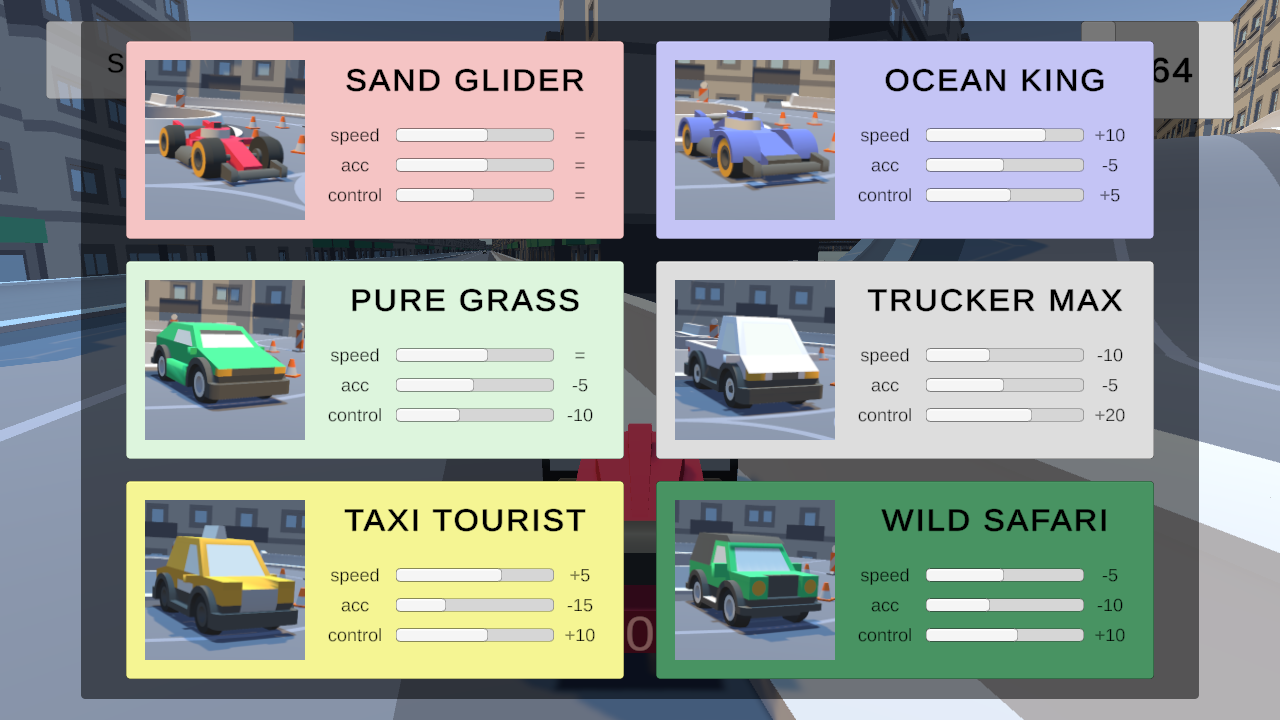 S
64
SAND GLIDER
speed =
acc =
control =
OCEAN KING
speed +10
acc -5
control +5
PURE GRASS
speed =
acc -5
control -10
TRUCKER MAX
speed -10
acc -5
control +20
TAXI TOURIST
speed +5
acc -15
control +10
WILD SAFARI
speed -5
acc -10
control +10
0